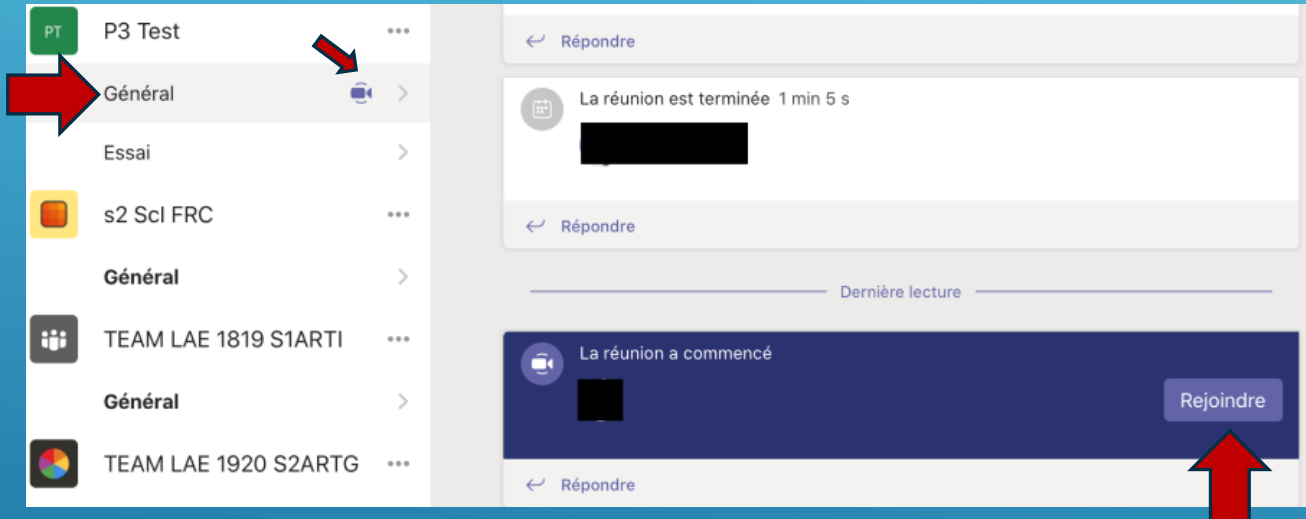 PT
P3 Test
Général
Essai
s2 Scl FRC
Général
TEAM LAE 1819 S1ARTI
Général
TEAM LAE 1920 S2ARTG
Répondre
La réunion est terminée 1 min 5 s
Répondre
Dernière lecture
La réunion a commencé
Rejoindre
Répondre